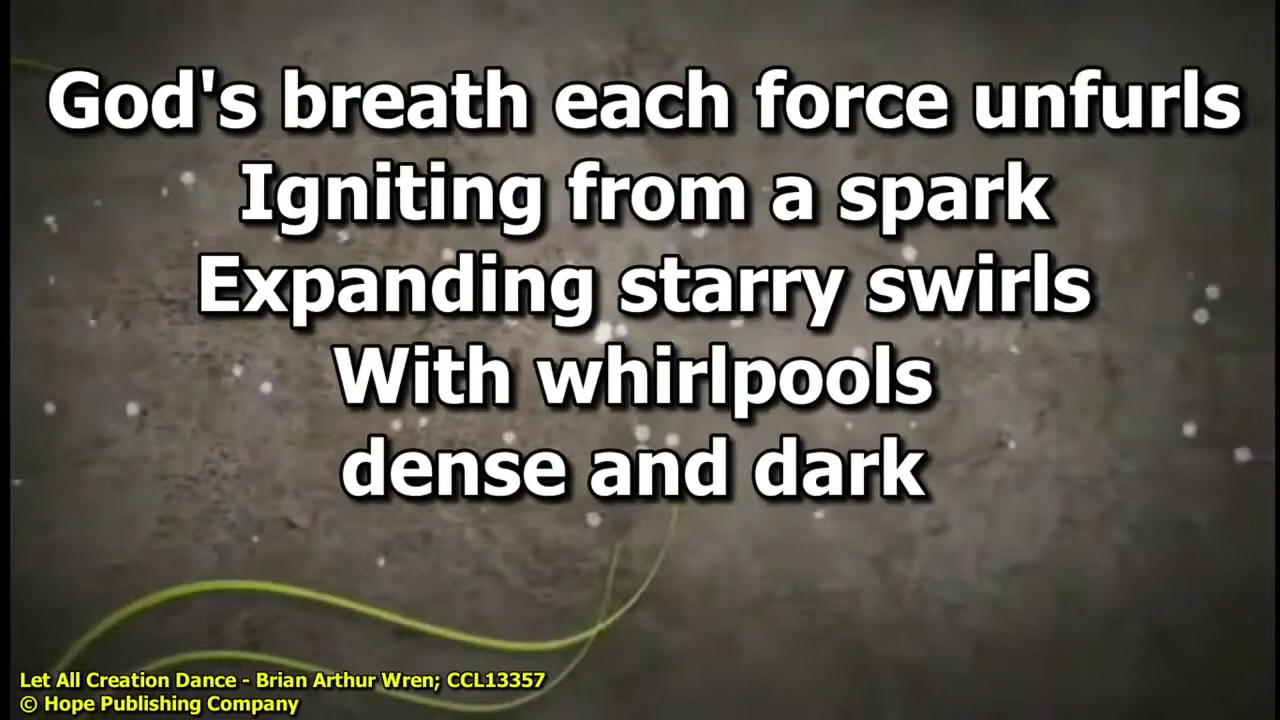 God's breath each force unfurls
Igniting from a spark
Expanding starry swirls
With whirlpools
dense and dark
Let All Creation Dance - Brian Arthur Wren; CCL13357
© Hope Publishing Company